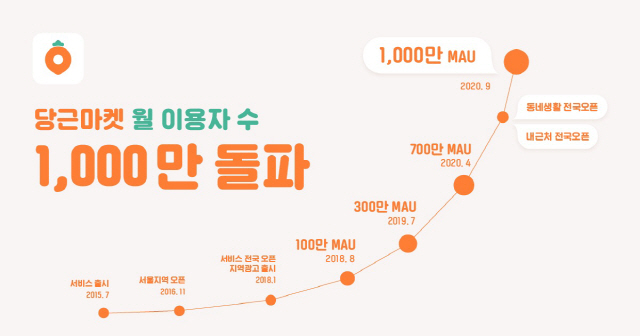 당근마켓 월 이용자 수
1,000만 돌파
서비스 출시
2015. 7
서울지역 오픈
2016. 11
서비스 전국 오픈
지역광고 출시
2018.1
100만 MAU
2018. 8
300만 MAU
2019. 7
700만 MAU
2020. 4
동네생활 전국오픈
내근처 전국오픈
1,000만 MAU
2020. 9